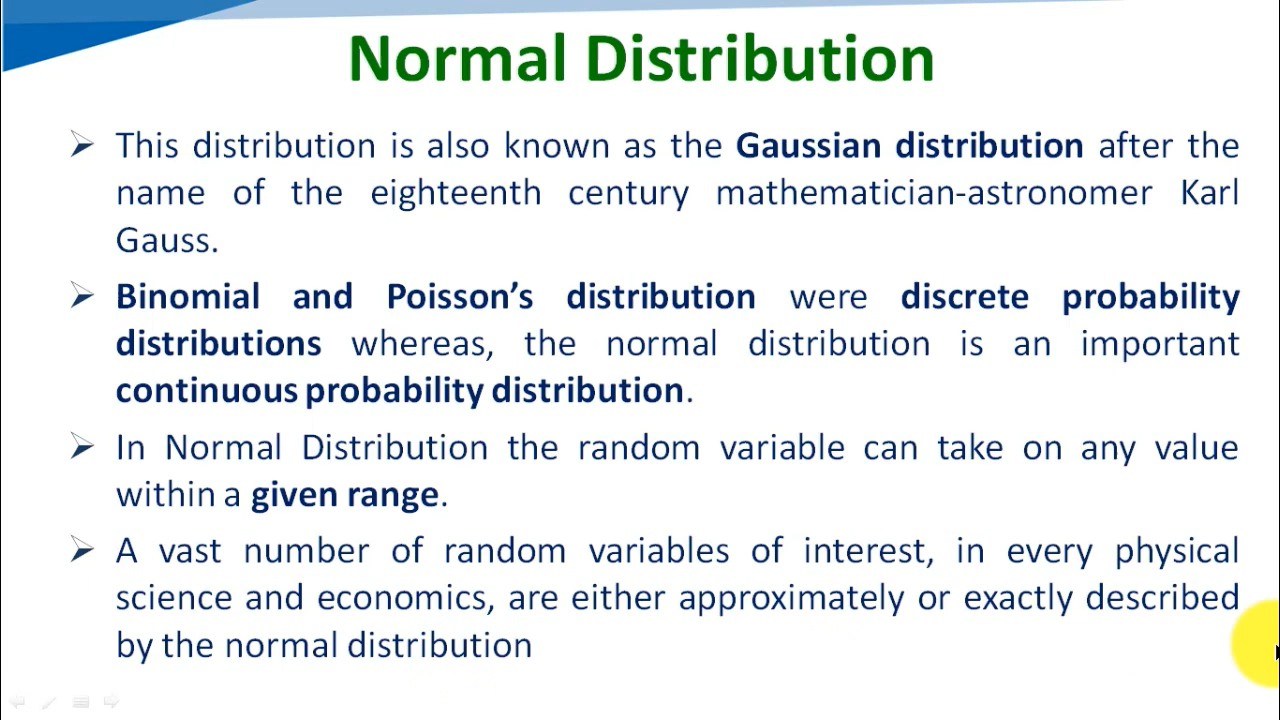 Normal Distribution
➢ This distribution is also known as the Gaussian distribution after the
name of the eighteenth century mathematician-astronomer Karl
Gauss.
➢ Binomial and Poisson’s distribution were discrete probability
distributions whereas, the normal distribution is an important
continuous probability distribution.
➢ In Normal Distribution the random variable can take on any value
within a given range.
➢ A vast number of random variables of interest, in every physical
science and economics, are either approximately or exactly described
by the normal distribution